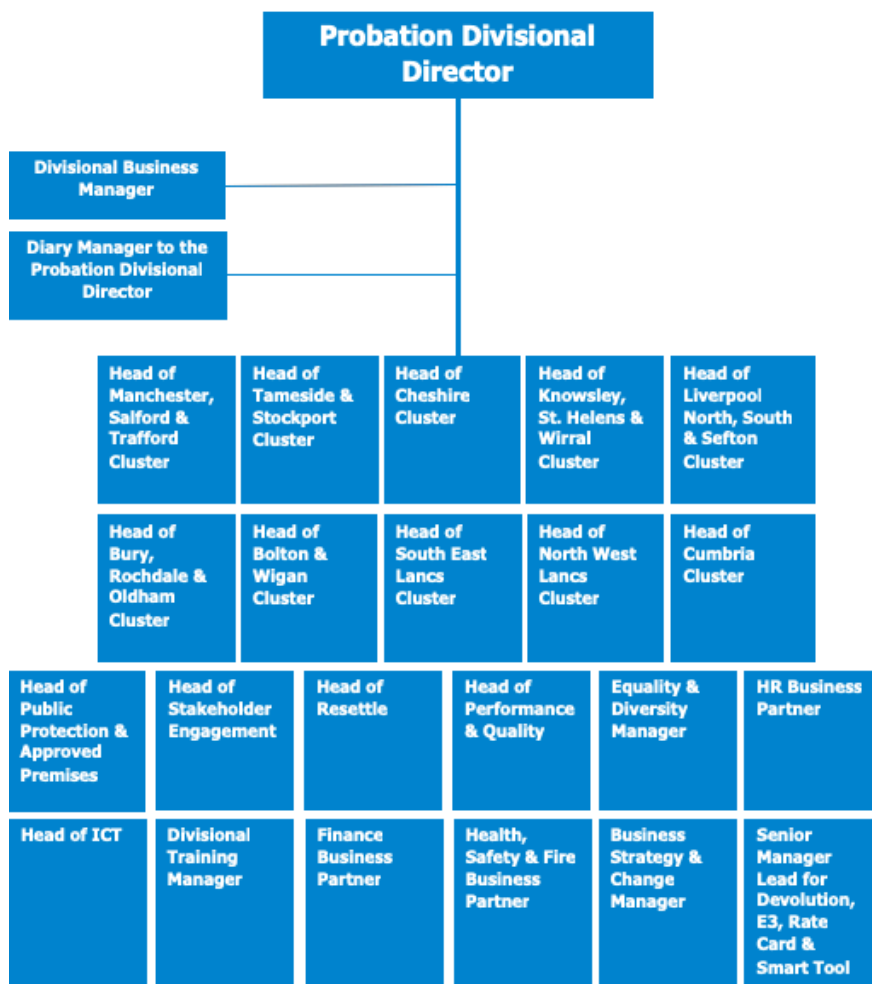 Probation Divisional
Director
Divisional Business
Manager
Diary Manager to the
Probation Divisional
Director
Head of
Manchester,
Salford &
Trafford
Cluster
Head of
Tameside &
Stockport
Cluster
Head of
Cheshire
Cluster
Head of
Knowsley,
St. Helens &
Wirral
Cluster
Head of
Liverpool
North, South
& Sefton
Cluster
Head of
Bury,
Rochdale &
Oldham
Cluster
Head of
Bolton &
Wigan
Cluster
Head of
South East
Lancs
Cluster
Head of
North West
Lancs
Cluster
Head of
Cumbria
Cluster
Head of
Public
Protection &
Approved
Premises
Head of
Stakeholder
Engagement
Head of
Resettle
Head of
Performance
& Quality
Equality &
Diversity
Manager
HR Business
Partner
Head of ICT
Divisional
Training
Manager
Finance
Business
Partner
Health,
Safety & Fire
Business
Partner
Business
Strategy &
Change
Manager
Senior
Manager
Lead for
Devolution,
E3, Rate
Card &
Smart Tool